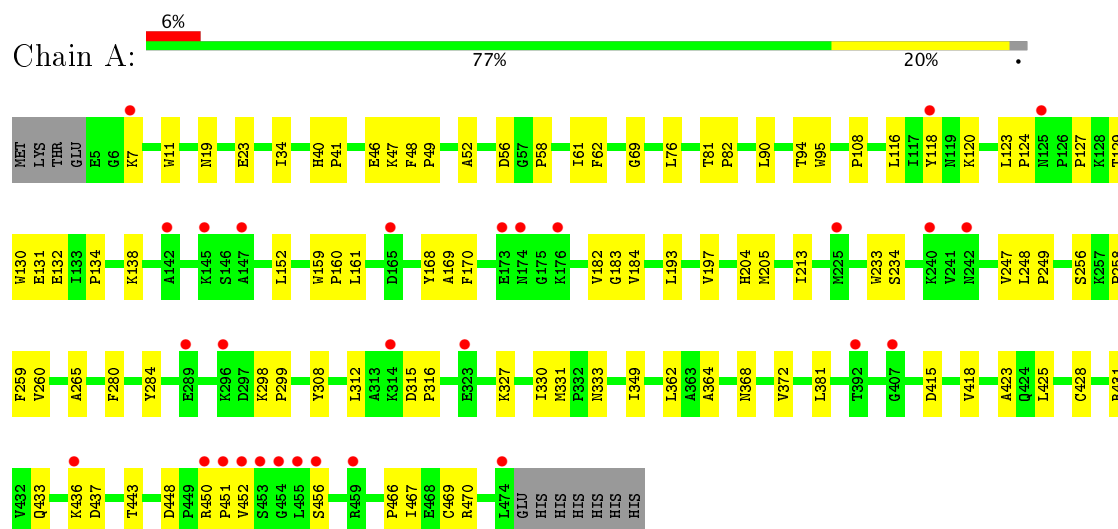 6%
Chain A:
77% 20% •
MET LYS THR GLU E5 G6 K7 W11 N19 E23 I34 H40 P41 E46 K47 F48 P49 A52 D56 G57 P58 I61 F62 G69 L76 T81 P82 L90 T94 W95 P108 L116 I117 Y118 N119 K120 L123 P124 N125 P126 P127 K128 T129
W130 E131 E132 I133 P134 K138 A142 K145 S146 A147 L152 W159 P160 L161 D165 Y168 A169 F170 E173 N174 G175 K176 V182 G183 V184 L193 V197 H204 M205 I213 M225 W233 S234 K240 V241 N242 V247 L248 P249 S256 K257 P258
F259 V260 A265 F280 Y284 E289 K296 D297 K298 P299 Y308 L312 A313 K314 D315 P316 E323 K327 I330 M331 P332 N333 I349 L362 A363 A364 N368 V372 L381 T392 G407 D415 V418 A423 Q424 L425 C428 R431
V432 Q433 K436 D437 T443 D448 P449 R450 P451 V452 S453 G454 L455 S456 R459 P466 I467 E468 C469 R470 L474 GLU HIS HIS HIS HIS HIS HIS